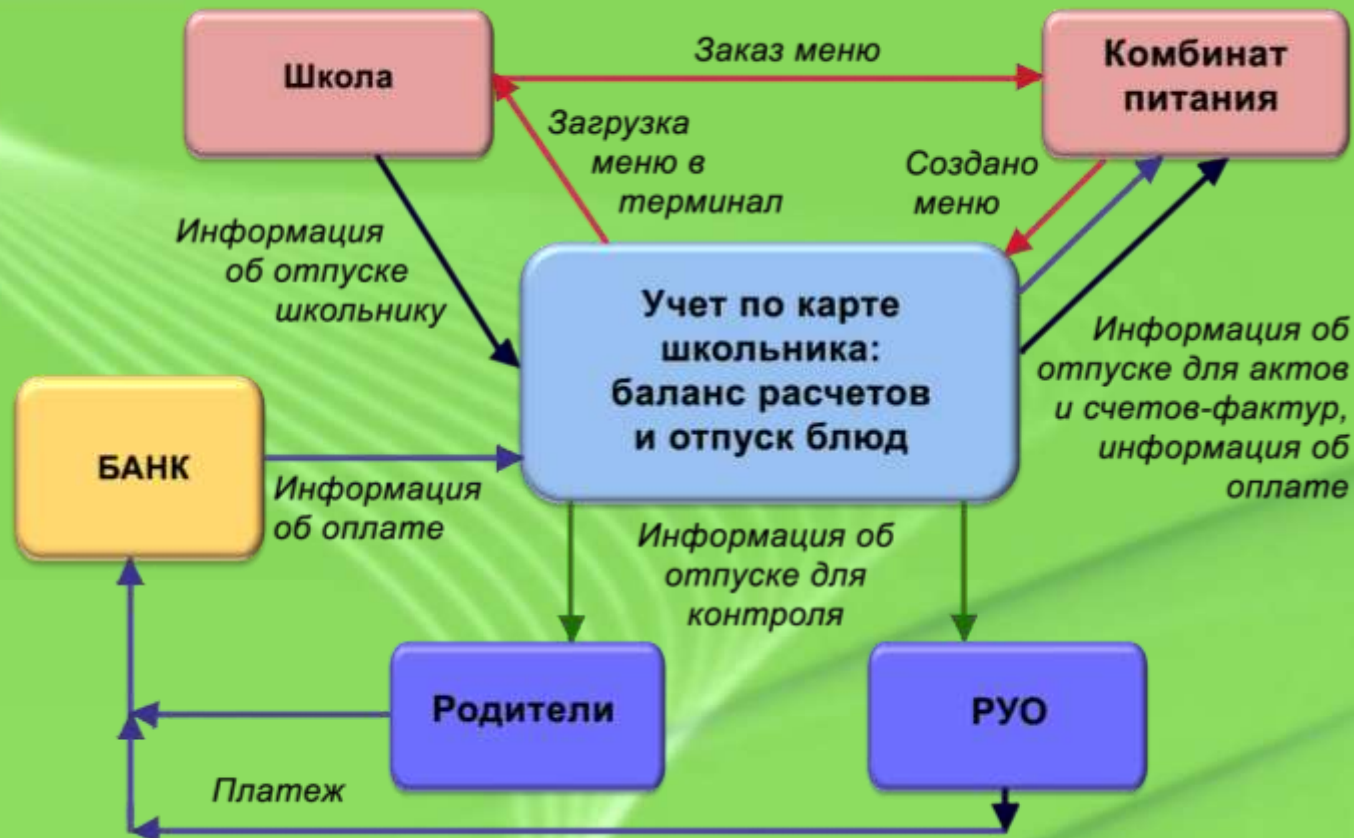 Школа
Заказ меню
Комбинат
питания
Загрузка
меню в
терминал
Создано
меню
Информация
об отпуске
школьнику
Учет по карте
школьника:
баланс расчетов
и отпуск блюд
Информация об
отпуске для актов
и счетов-фактур,
информация об
оплате
БАНК
Информация
об оплате
Информация об
отпуске для
контроля
Родители
РУО
Платеж